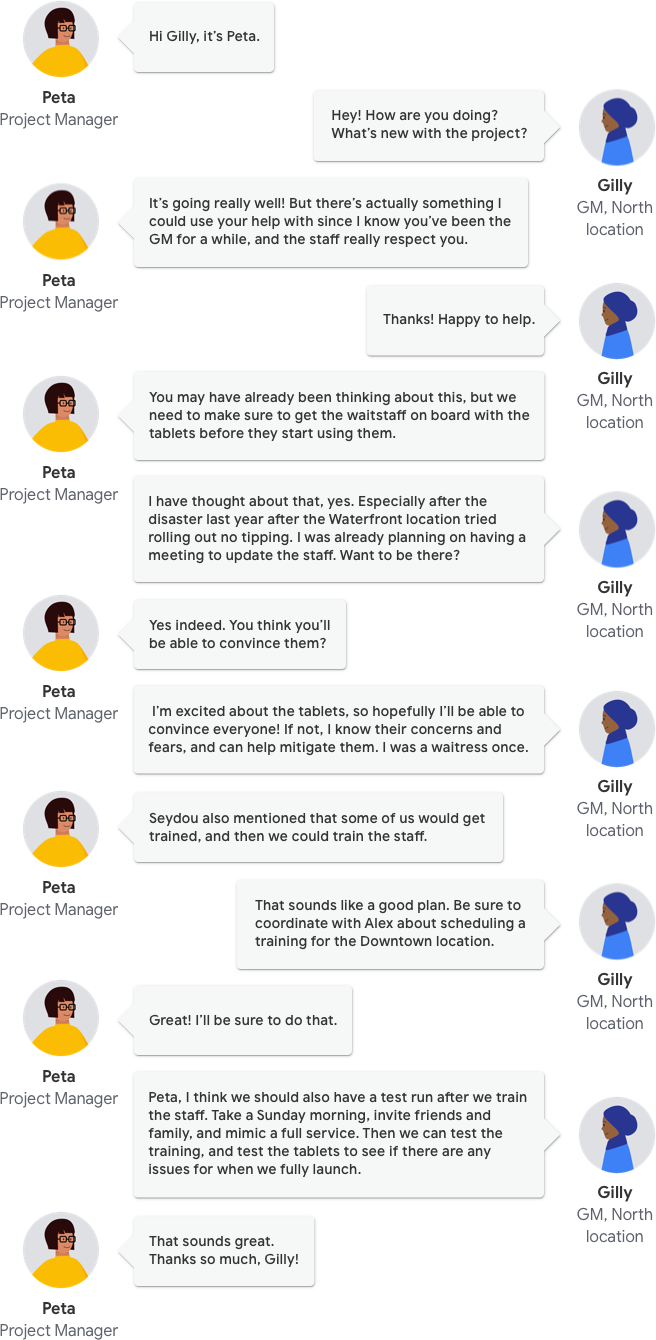 Hi Gilly, it's Peta.
Peta
Project Manager
Hey! How are you doing?
What's new with the project?
Gilly
GM, North
location
It's going really well! But there's actually something I
could use your help with since I know you've been the
GM for a while, and the staff really respect you.
Peta
Project Manager
Thanks! Happy to help.
Gilly
GM, North
location
You may have already been thinking about this, but we
need to make sure to get the waitstaff on board with the
tablets before they start using them.
Peta
Project Manager
I have thought about that, yes. Especially after the
disaster last year after the Waterfront location tried
rolling out no tipping. I was already planning on having a
meeting to update the staff. Want to be there?
Gilly
GM, North
location
Yes indeed. You think you'll
be able to convince them?
Peta
Project Manager
I'm excited about the tablets, so hopefully I'll be able to
convince everyone! If not, I know their concerns and
fears, and can help mitigate them. I was a waitress once.
Gilly
GM, North
location
Seydou also mentioned that some of us would get
trained, and then we could train the staff.
Peta
Project Manager
That sounds like a good plan. Be sure to
coordinate with Alex about scheduling a
training for the Downtown location.
Gilly
GM, North
location
Great! I'll be sure to do that.
Peta
Project Manager
Peta, I think we should also have a test run after we train
the staff. Take a Sunday morning, invite friends and
family, and mimic a full service. Then we can test the
training, and test the tablets to see if there are any
issues for when we fully launch.
Gilly
GM, North
location
That sounds great.
Thanks so much, Gilly!
Peta
Project Manager